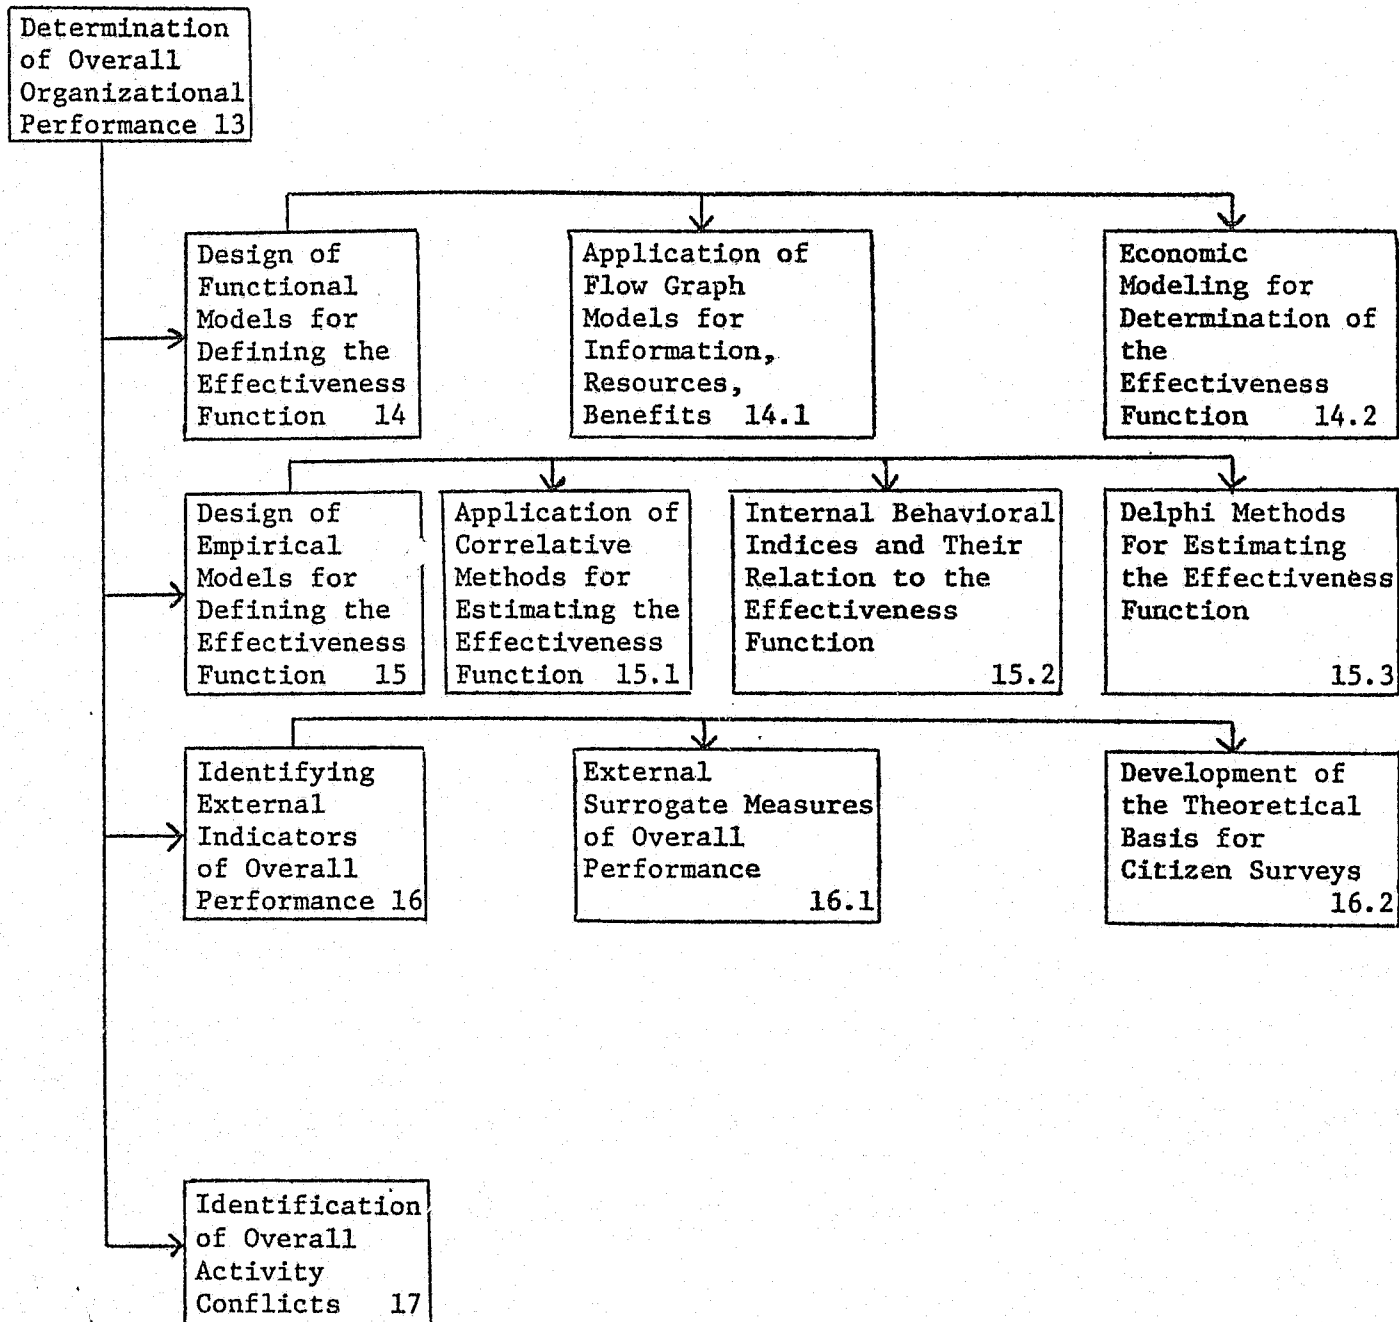 Determination
of Overall
Organizational
Performance 13
Design of
Functional
Models for
Defining the
Effectiveness
Function 14
Application of
Flow Graph
Models for
Information,
Resources,
Benefits 14.1
Economic
Modeling for
Determination of
the
Effectiveness
Function 14.2
Design of
Empirical
Models for
Defining the
Effectiveness
Function 15
Application of
Correlative
Methods for
Estimating the
Effectiveness
Function 15.1
Internal Behavioral
Indices and Their
Relation to the
Effectiveness
Function
15.2
Delphi Methods
For Estimating
the Effectiveness
Function
15.3
Identifying
External
Indicators
of Overall
Performance 16
External
Surrogate Measures
of Overall
Performance
16.1
Development of
the Theoretical
Basis for
Citizen Surveys
16.2
Identification
of Overall
Activity
Conflicts 17